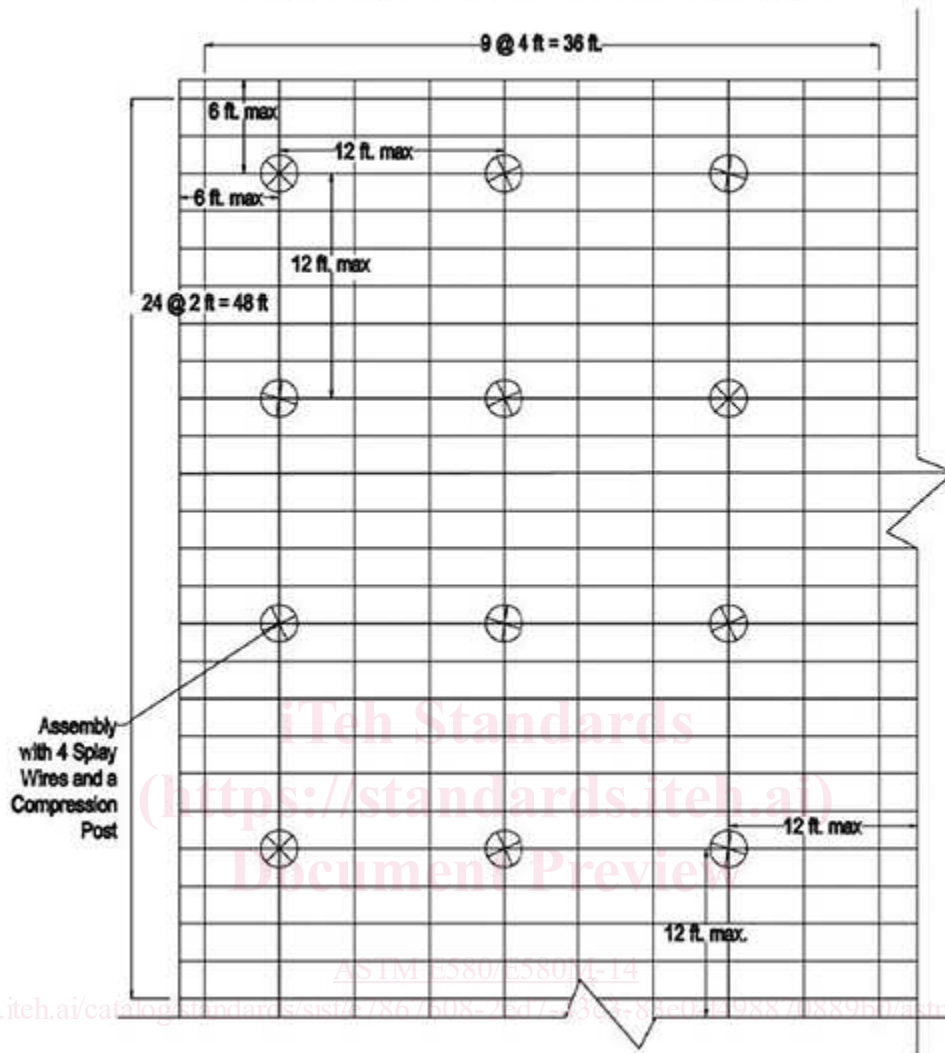 9 @ 4 ft = 36 ft.
6 ft. max
12 ft. max
6 ft. max
12 ft. max
24 @ 2 ft = 48 ft
Assembly
with 4 Splay
Wires and a
Compression
Post
iTeh Standards
(https://standards.iteh.ai)
Document Preview
12 ft. max
12 ft. max.
ASTM E580/E580M-14